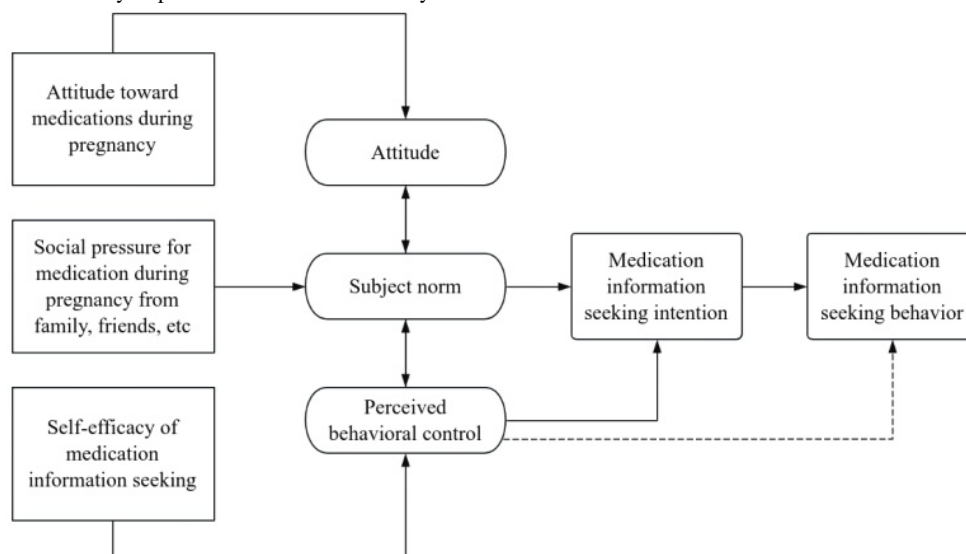 Attitude toward
medications during
pregnancy
Attitude
Social pressure for
medication during
pregnancy from
family, friends, etc
Subject norm
Medication
information
seeking intention
Medication
information
seeking behavior
Self-efficacy of
medication
information seeking
Perceived
behavioral control